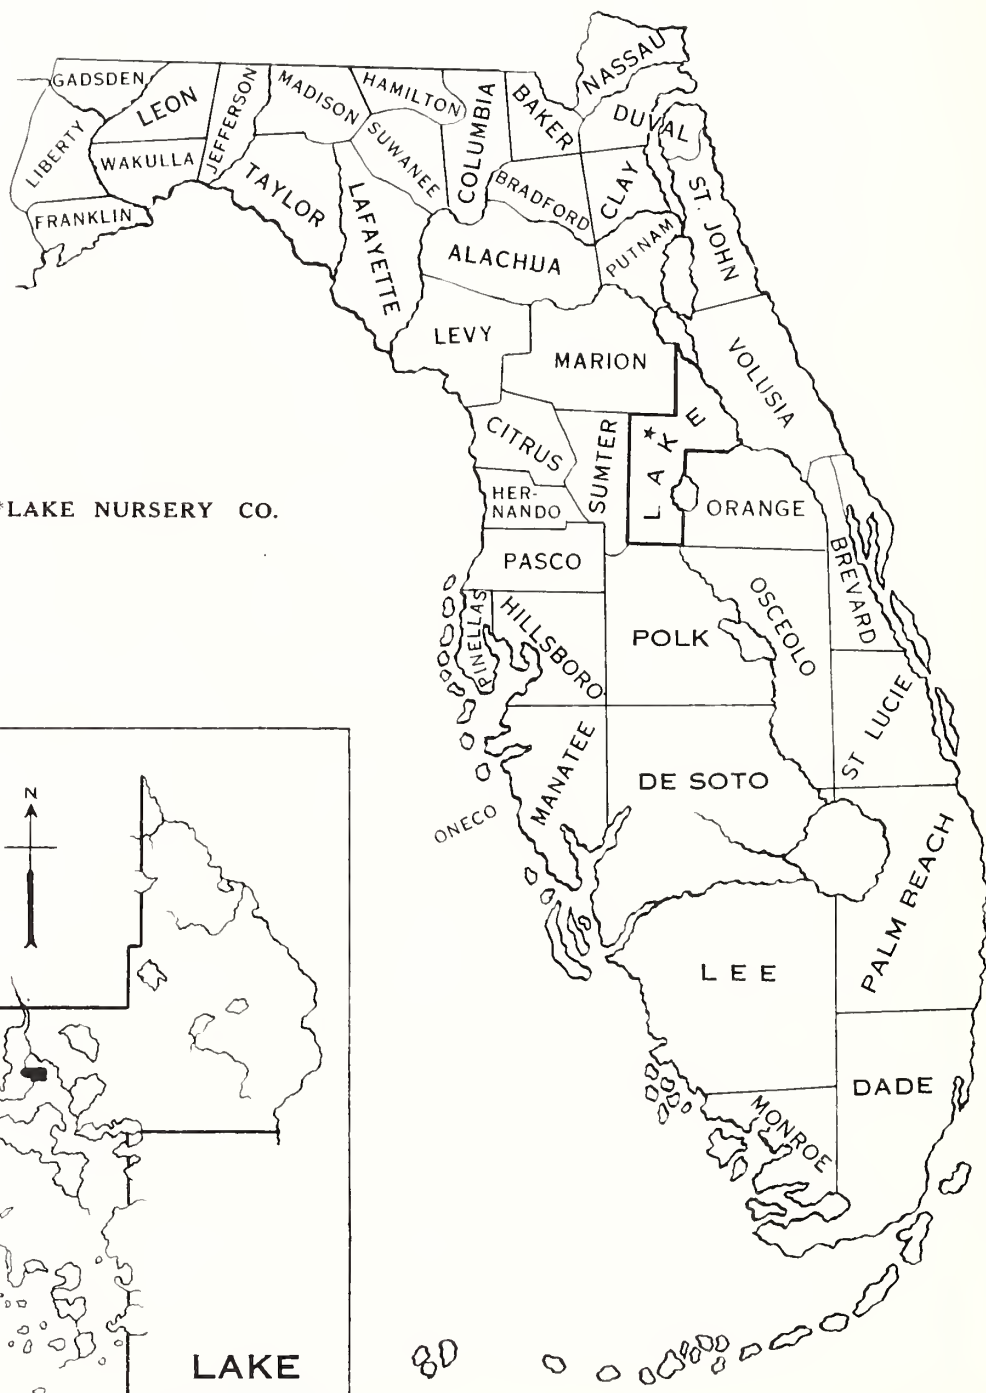 NASSAU
GADSDEN
LEON
JEFFERSON
MADISON
HAMILTON
COLUMBIA
BAKER
DUVAL
LIBERTY
WAKULLA
TAYLOR
SUWANEE
BRADFORD
CLAY
ST. JOHN
FRANKLIN
LAFAYETTE
ALACHUA
PUTNAM
LEVY
MARION
VOLUSIA
CITRUS
SUMTER
*
LAKE
*LAKE NURSERY CO.
HER-
NANDO
ORANGE
PASCO
BREVARD
PINELLAS
HILLSBORO
POLK
OSCEOLO
ST LUCIE
MANATEE
DE SOTO
ONECO
PALM BEACH
LEE
DADE
MONROE
N
LAKE